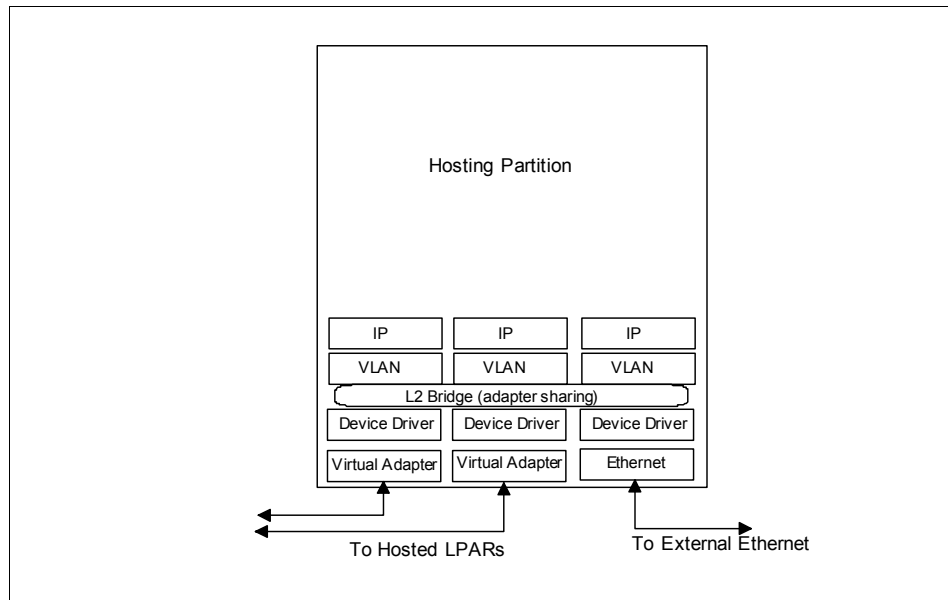 Hosting Partition
IP IP IP
VLAN VLAN VLAN
L2 Bridge (adapter sharing)
Device Driver Device Driver Device Driver
Virtual Adapter Virtual Adapter Ethernet
To Hosted LPARs To External Ethernet